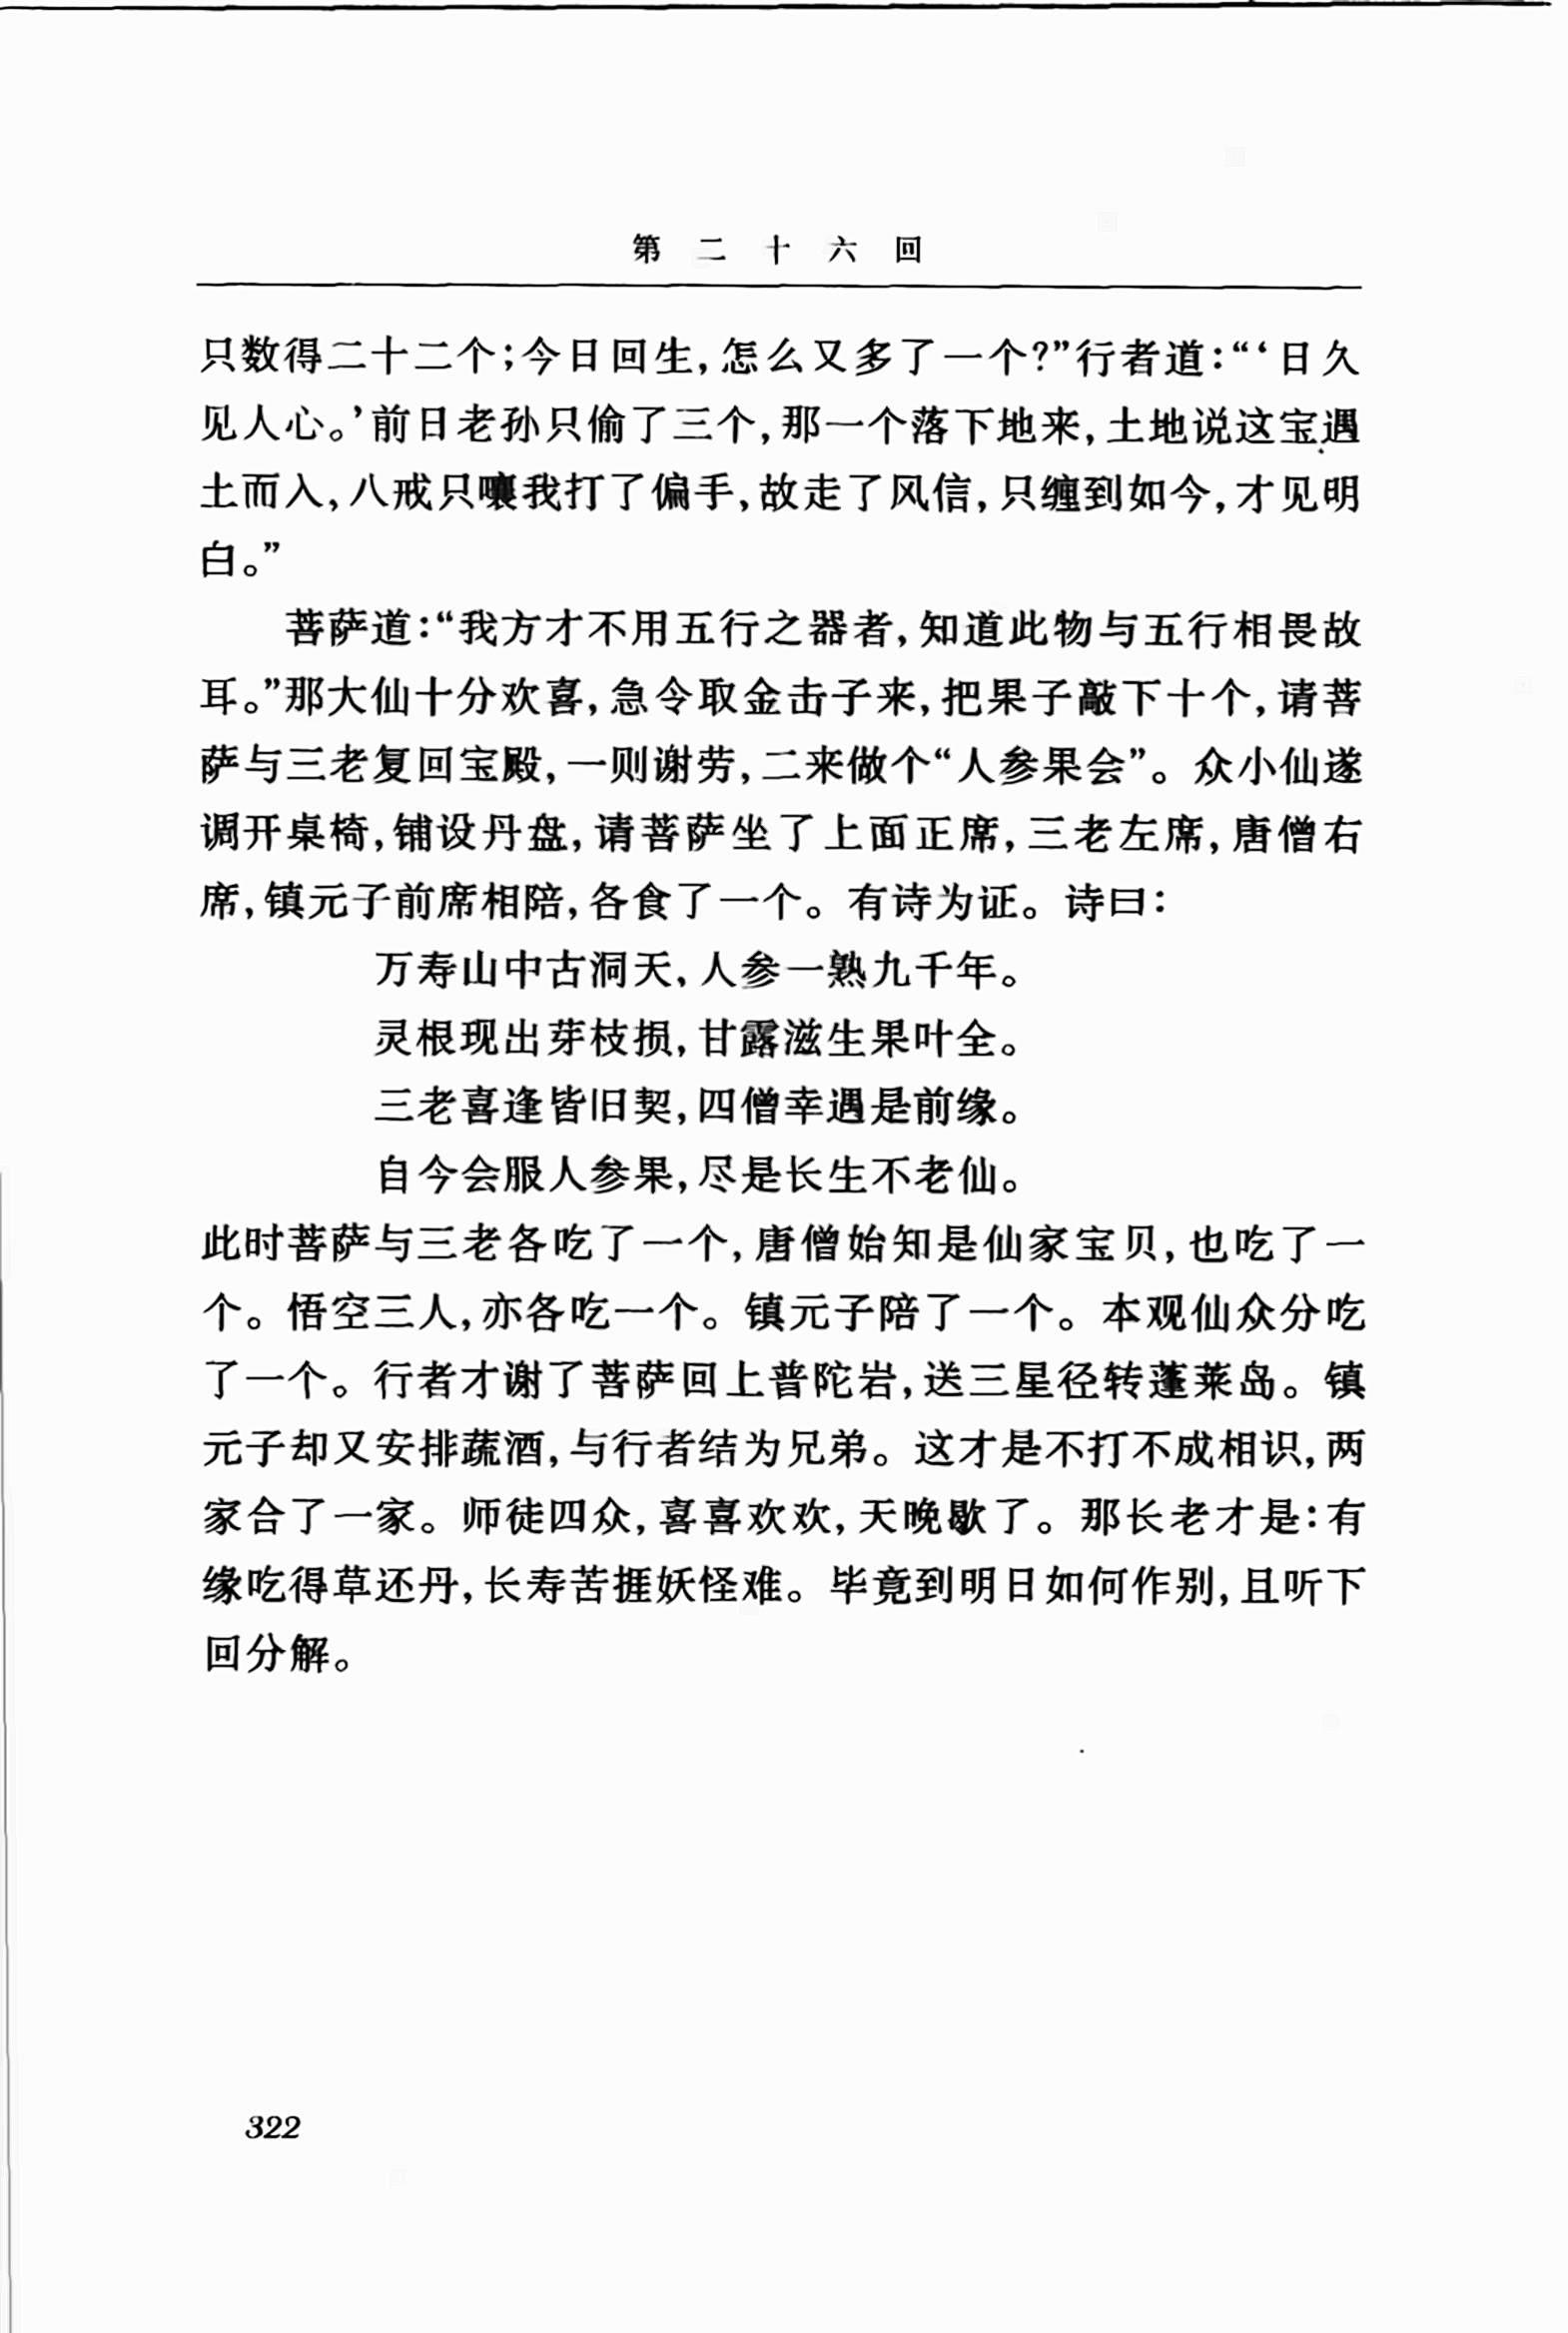 第二十六回
只数得二十二个;今日回生,怎么又多了一个?”行者道:“‘日久
见人心。’前日老孙只偷了三个,那一个落下地来,土地说这宝遇
土而入,八戒只嚷我打了偏手,故走了风信,只缠到如今,才见明
白。”
菩萨道:“我方才不用五行之器者,知道此物与五行相畏故
耳。”那大仙十分欢喜,急令取金击子来,把果子敲下十个,请菩
萨与三老复回宝殿,一则谢劳,二来做个“人参果会”。众小仙遂
调开桌椅,铺设丹盘,请菩萨坐了上面正席,三老左席,唐僧右
席,镇元子前席相陪,各食了一个。有诗为证。诗曰:
万寿山中古洞天,人参一熟九千年。
灵根现出芽枝损,甘露滋生果叶全。
三老喜逢皆旧契,四僧幸遇是前缘。
自今会服人参果,尽是长生不老仙。
此时菩萨与三老各吃了一个,唐僧始知是仙家宝贝,也吃了一
个。悟空三人,亦各吃一个。镇元子陪了一个。本观仙众分吃
了一个。行者才谢了菩萨回上普陀岩,送三星径转蓬莱岛。镇
元子却又安排蔬酒,与行者结为兄弟。这才是不打不成相识,两
家合了一家。师徒四众,喜喜欢欢,天晚歇了。那长老才是:有
缘吃得草还丹,长寿苦捱妖怪难。毕竟到明日如何作别,且听下
回分解。
322